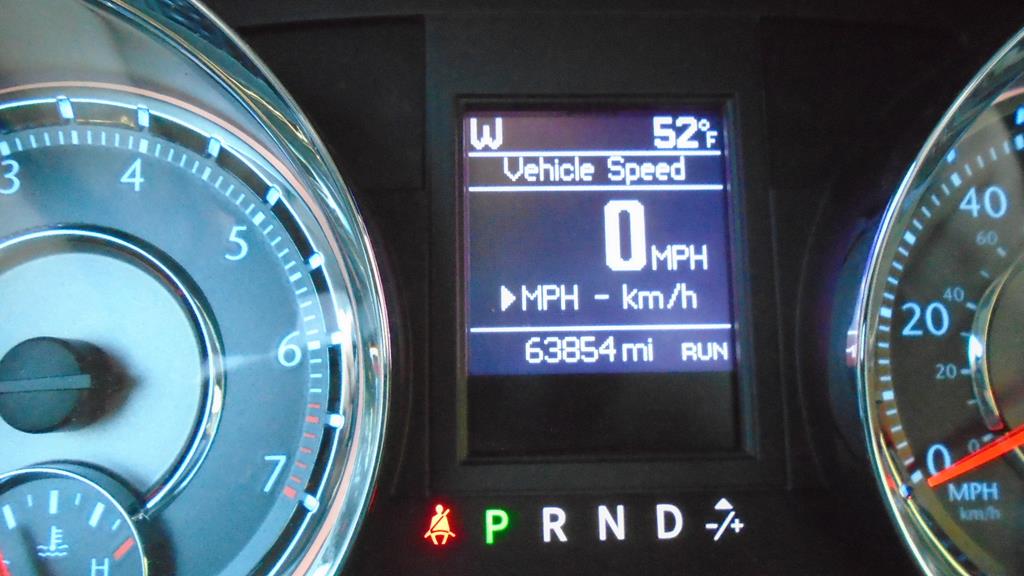 W 52°F
Vehicle Speed
0 MPH
▶MPH - km/h
63854 mi RUN
P R N D -/+
3
4
5
6
7
H
40
60
20
40
20
0
0
MPH
km/h